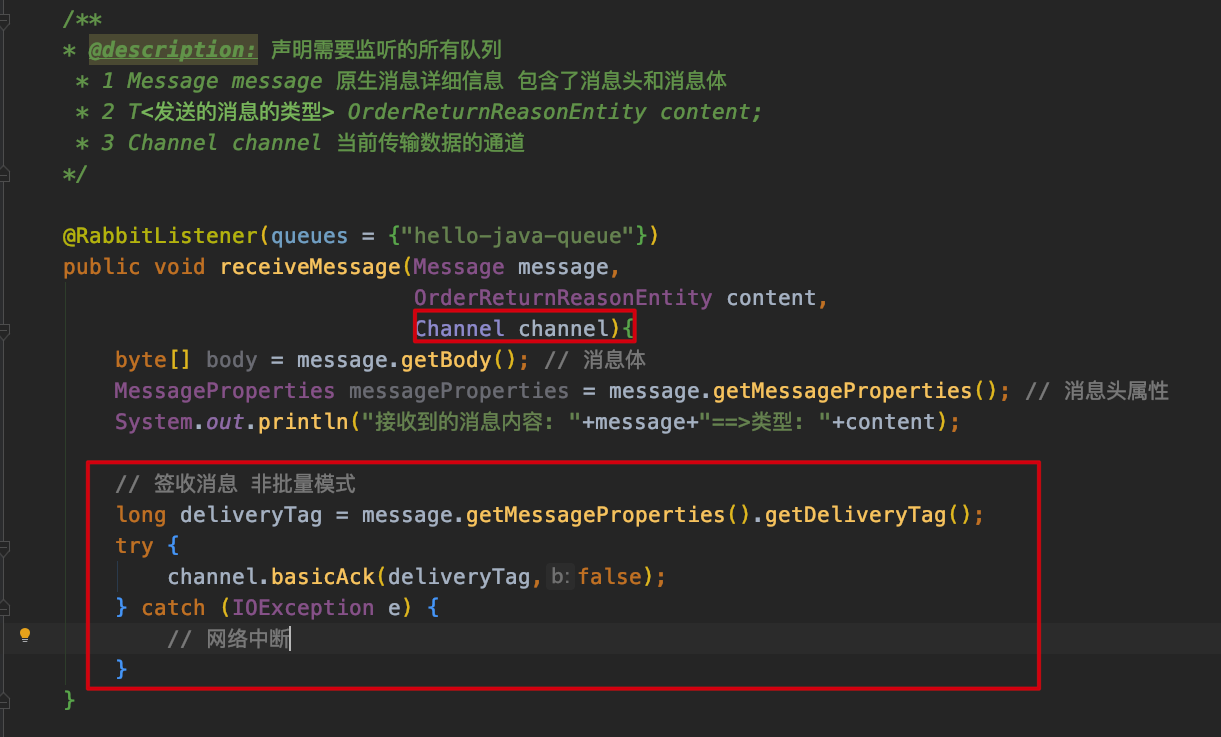 /**
* @description: 声明需要监听的所有队列
* 1 Message message 原生消息详细信息 包含了消息头和消息体
* 2 T<发送的消息的类型> OrderReturnReasonEntity content;
* 3 Channel channel 当前传输数据的通道
*/
@RabbitListener(queues = {"hello-java-queue"})
public void receiveMessage(Message message,
OrderReturnReasonEntity content,
Channel channel){
byte[] body = message.getBody(); // 消息体
MessageProperties messageProperties = message.getMessageProperties(); // 消息头属性
System.out.println("接收到的消息内容: "+message+"==>类型: "+content);
// 签收消息 非批量模式
long deliveryTag = message.getMessageProperties().getDeliveryTag();
try {
channel.basicAck(deliveryTag, b: false);
} catch (IOException e) {
// 网络中断
}
}